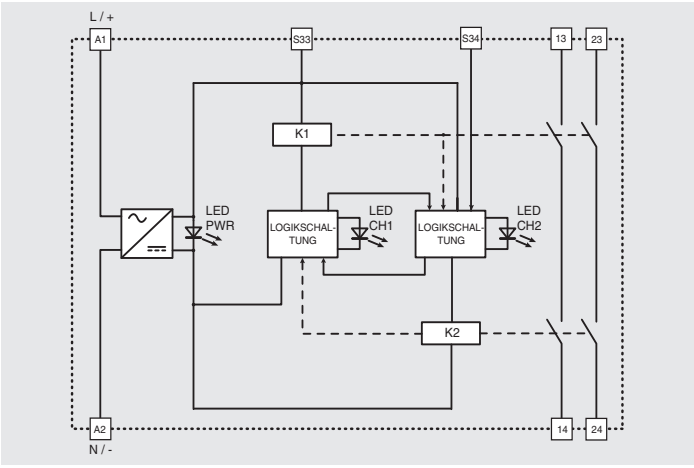 L / +
A1
S33
S34
13
23
K1
LED
PWR
LOGIKSCHAL-
TUNG
LED
CH1
LOGIKSCHAL-
TUNG
LED
CH2
K2
A2
14
24
N / -